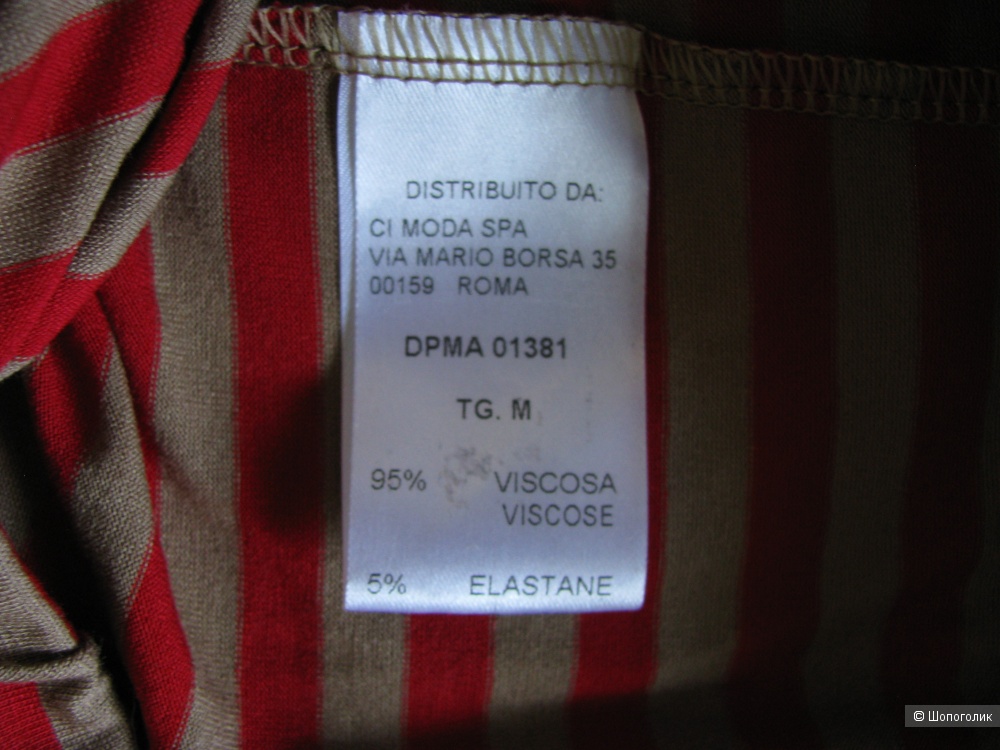 DISTRIBUITO DA:
CI MODA SPA
VIA MARIO BORSA 35
00159 ROMA
DPMA 01381
TG. M
95% VISCOSA
VISCOSE
5% ELASTANE
© Шопоголик